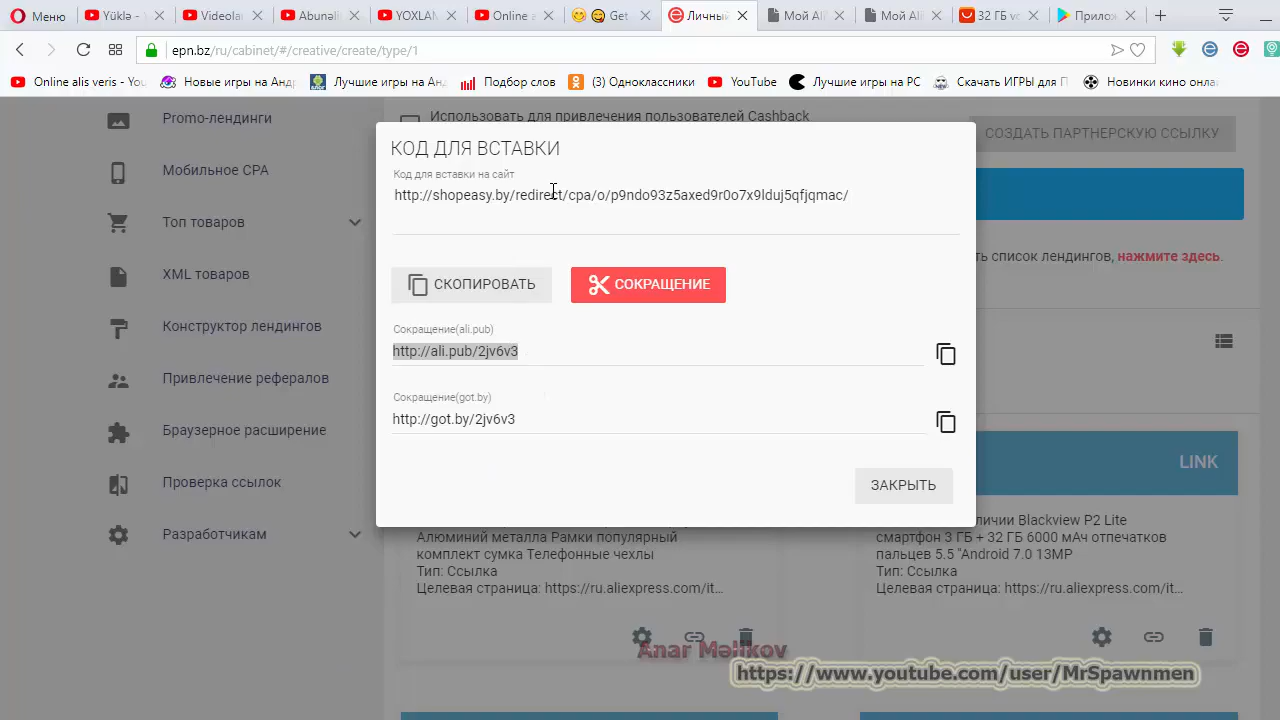 Меню
Yüklə -
Videolar
Abunəli
YOXLAN
Online a
Get
Личный
Мой Ali
Мой Ali
32 ГБ
Прило
epn.bz/ru/cabinet/#/creative/create/type/1
Online alis veris - You
Новые игры на Анд
Лучшие игры на Ан
Подбор слов
(3) Одноклассники
YouTube
Лучшие игры на PC
Скачать ИГРЫ для П
Новинки кино онла
Promo-лендинги
Мобильное CPA
Топ товаров
XML товаров
Конструктор лендингов
Привлечение рефералов
Браузерное расширение
Проверка ссылок
Разработчикам
Использовать для привлечения пользователей Cashback
СОЗДАТЬ ПАРТНЕРСКУЮ ССЫЛКУ
ть список лендингов, нажмите здесь.
КОД ДЛЯ ВСТАВКИ
Код для вставки на сайт
http://shopeasy.by/redirect/cpa/o/p9ndo93z5axed9r0o7x9lduj5qfjqmac/
СКОПИРОВАТЬ
СОКРАЩЕНИЕ
Сокращение(ali.pub)
http://ali.pub/2jv6v3
Сокращение(got.by)
http://got.by/2jv6v3
ЗАКРЫТЬ
LINK
Алюминий металла Рамки популярный
комплект сумка Телефонные чехлы
Тип: Ссылка
Целевая страница: https://ru.aliexpress.com/it...
личии Blackview P2 Lite
смартфон 3 ГБ + 32 ГБ 6000 мАч отпечатков
пальцев 5.5 "Android 7.0 13MP
Тип: Ссылка
Целевая страница: https://ru.aliexpress.com/it...
Anar Məlikov
https://www.youtube.com/user/MrSpawnmen